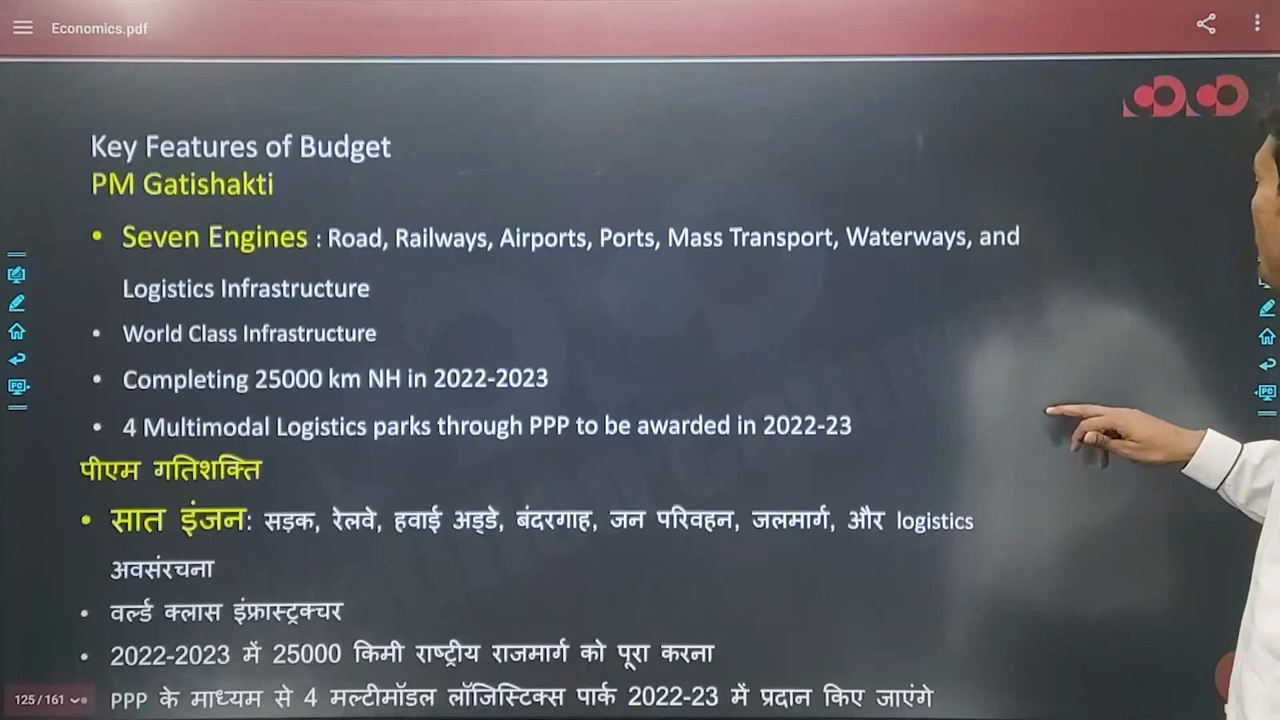 Economics.pdf
Key Features of Budget
PM Gatishakti
• Seven Engines : Road, Railways, Airports, Ports, Mass Transport, Waterways, and
Logistics Infrastructure
• World Class Infrastructure
• Completing 25000 km NH in 2022-2023
• 4 Multimodal Logistics parks through PPP to be awarded in 2022-23
पीएम गतिशक्ति
• सात इंजन: सड़क, रेलवे, हवाई अड्डे, बंदरगाह, जन परिवहन, जलमार्ग, और logistics
अवसंरचना
• वर्ल्ड क्लास इंफ्रास्ट्रक्चर
• 2022-2023 में 25000 किमी राष्ट्रीय राजमार्ग को पूरा करना
PPP के माध्यम से 4 मल्टीमॉडल लॉजिस्टिक्स पार्क 2022-23 में प्रदान किए जाएंगे
125 / 161